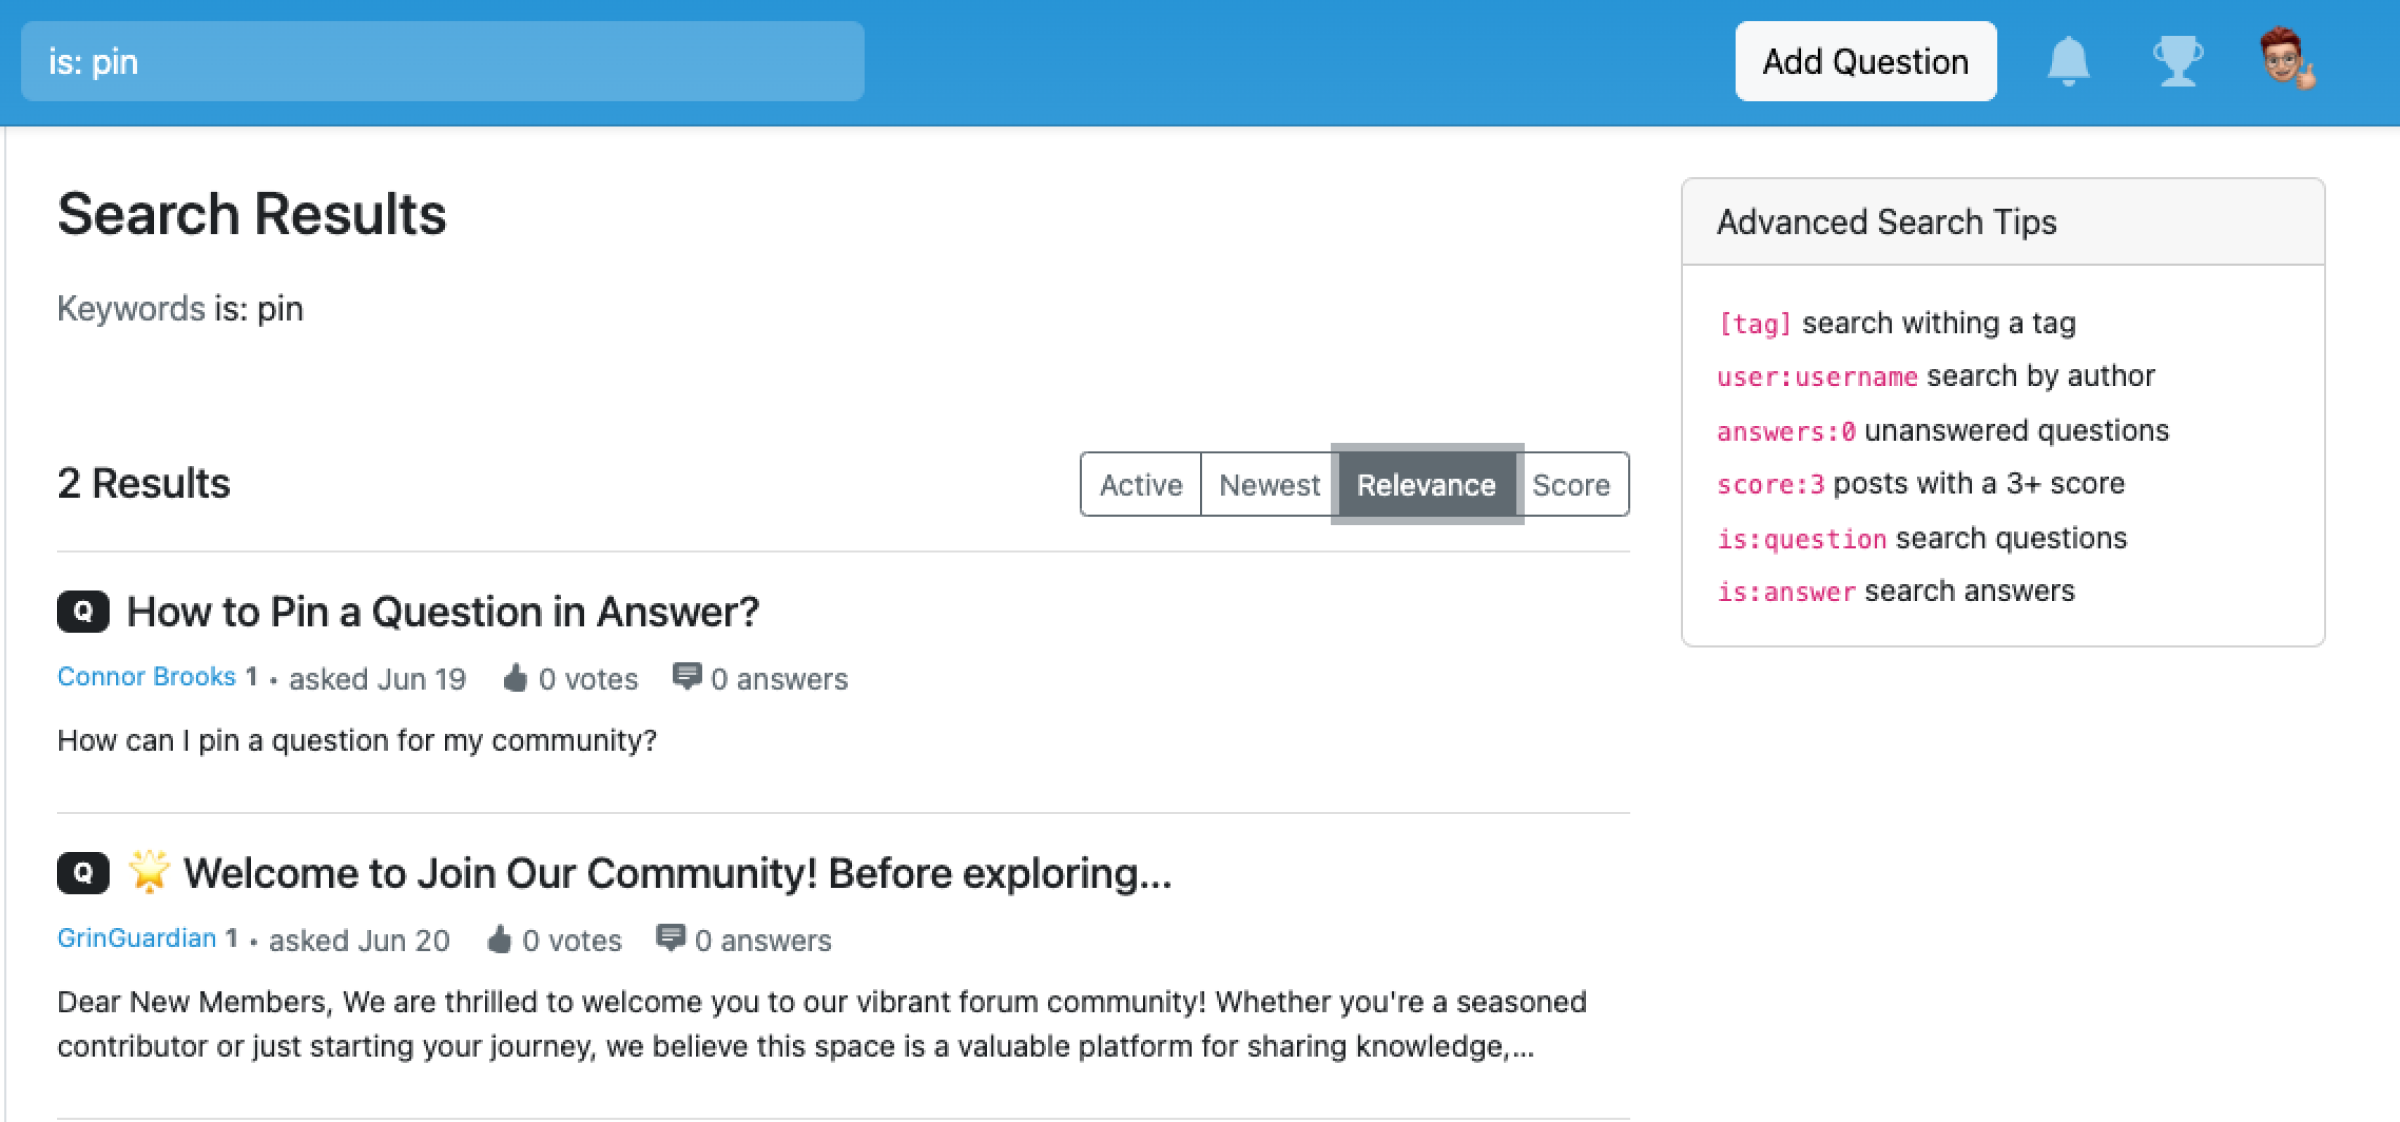 is: pin
Add Question
Search Results
Keywords is: pin
2 Results
Active Newest Relevance Score
Q How to Pin a Question in Answer?
Connor Brooks 1 • asked Jun 19 0 votes 0 answers
How can I pin a question for my community?
Q 🌟 Welcome to Join Our Community! Before exploring...
GrinGuardian 1 • asked Jun 20 0 votes 0 answers
Dear New Members, We are thrilled to welcome you to our vibrant forum community! Whether you're a seasoned
contributor or just starting your journey, we believe this space is a valuable platform for sharing knowledge,...
Advanced Search Tips
[tag] search withing a tag
user:username search by author
answers:0 unanswered questions
score:3 posts with a 3+ score
is:question search questions
is:answer search answers